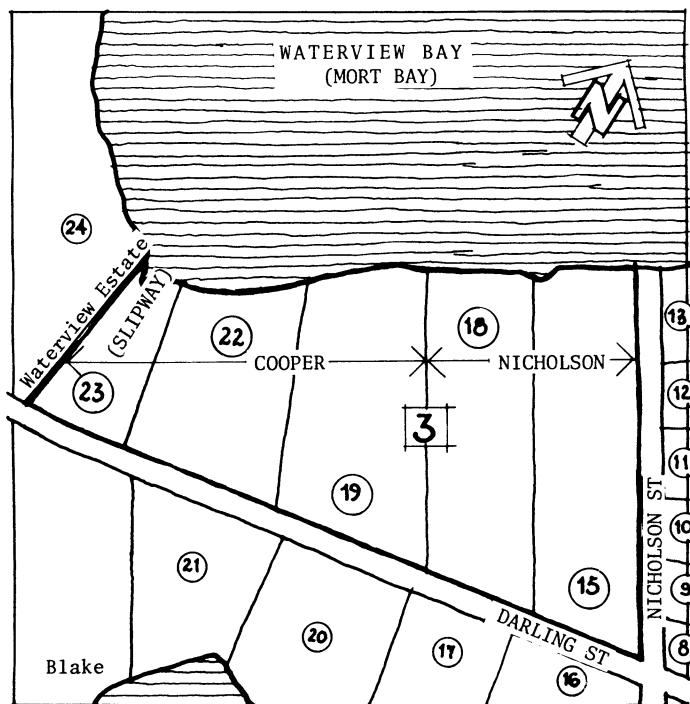 WATERVIEW BAY
(MORT BAY)
N
24
Waterview Estate
(SLIPWAY)
22
18
13
COOPER
NICHOLSON
23
12
3
11
19
NICHOLSON ST
10
21
15
9
DARLING ST
20
17
8
Blake
16